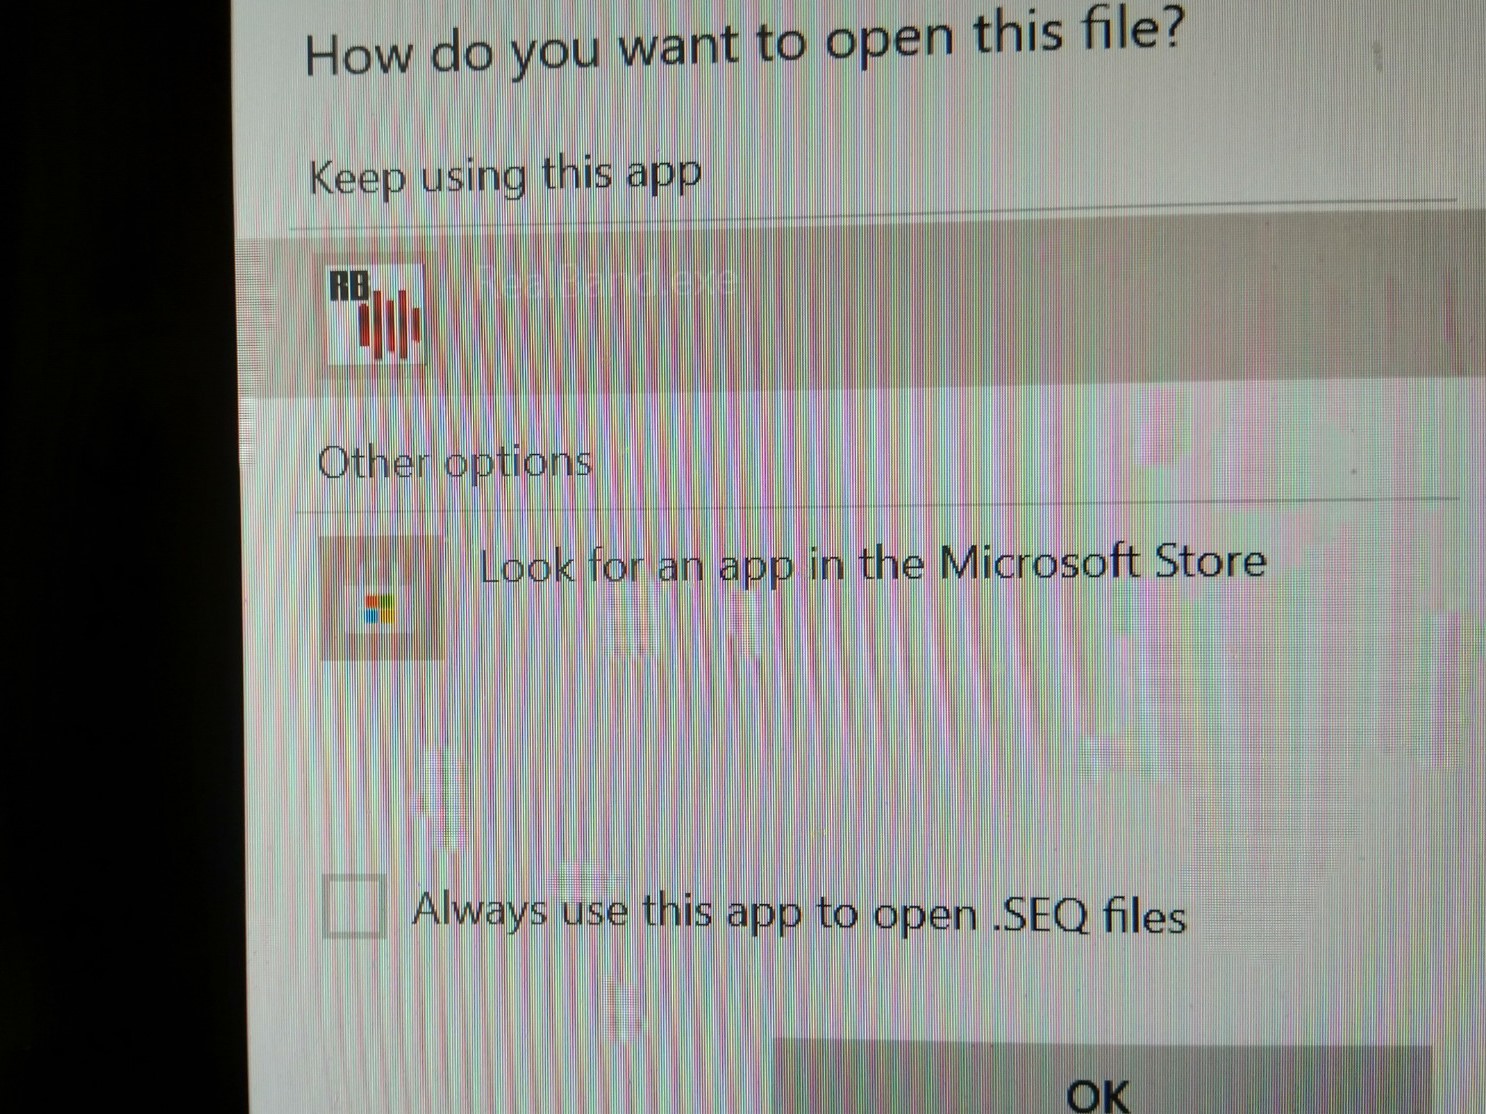 How do you want to open this file?
Keep using this app
RB
RealBand.exe
Other options
Look for an app in the Microsoft Store
Always use this app to open .SEQ files
OK